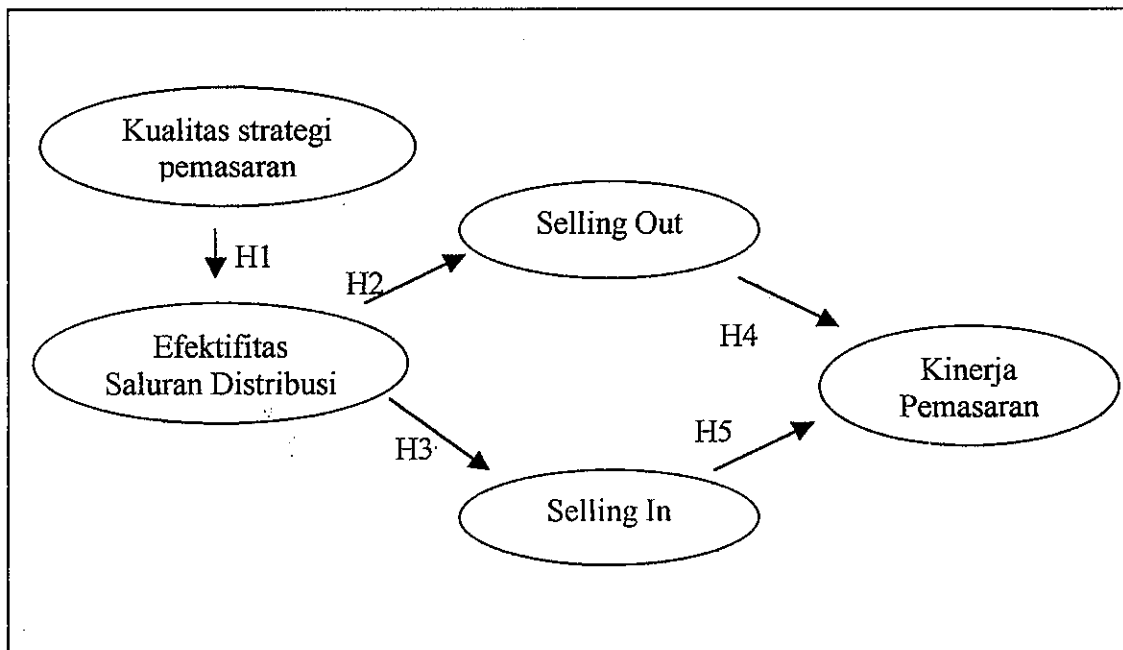 Kualitas strategi
pemasaran
H1
Efektifitas
Saluran Distribusi
H2
Selling Out
H3
Selling In
H4
H5
Kinerja
Pemasaran